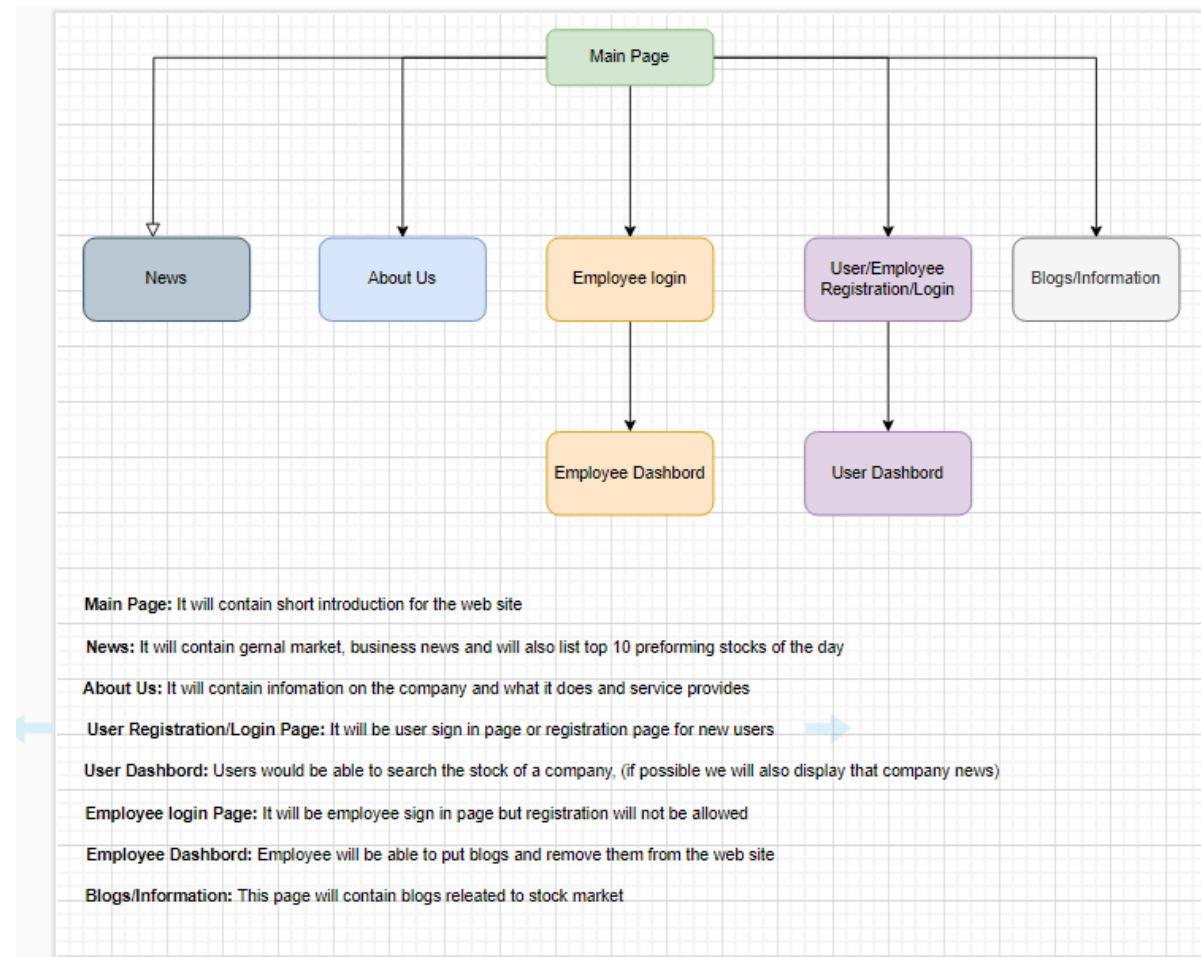 Main Page
News
About Us
Employee login
User/Employee
Registration/Login
Blogs/Information
Employee Dashbord
User Dashbord
Main Page: It will contain short introduction for the web site
News: It will contain gernal market, business news and will also list top 10 preforming stocks of the day
About Us: It will contain infomation on the company and what it does and service provides
User Registration/Login Page: It will be user sign in page or registration page for new users
User Dashbord: Users would be able to search the stock of a company, (if possible we will also display that company news)
Employee login Page: It will be employee sign in page but registration will not be allowed
Employee Dashbord: Employee will be able to put blogs and remove them from the web site
Blogs/Information: This page will contain blogs releated to stock market